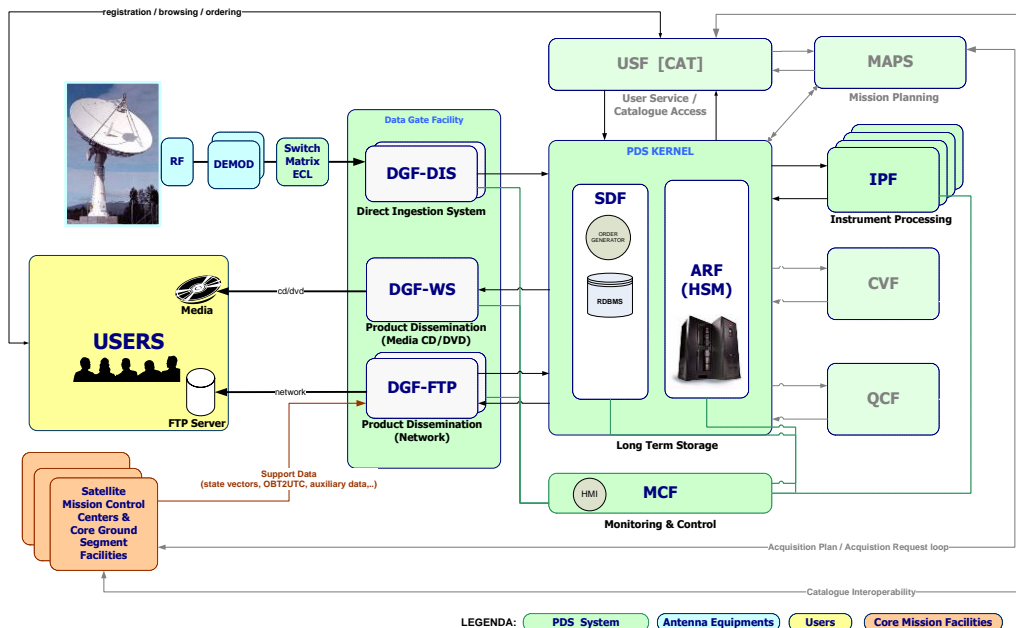 registration / browsing / ordering
USF [CAT]
MAPS
User Service /
Catalogue Access
Mission Planning
Data Gate Facility
RF
DEMOD
Switch
Matrix
ECL
DGF-DIS
Direct Ingestion System
PDS KERNEL
SDF
ORDER
GENERATOR
RDBMS
ARF
(HSM)
IPF
Instrument Processing
CVF
QCF
Long Term Storage
USERS
Media
cd/dvd
DGF-WS
Product Dissemination
(Media CD/DVD)
FTP Server
network
DGF-FTP
Product Dissemination
(Network)
Support Data
(state vectors, OBT2UTC, auxiliary data,..)
Satellite
Mission Control
Centers &
Core Ground
Segment
Facilities
HMI
MCF
Monitoring & Control
Acquisition Plan / Acquistion Request loop
Catalogue Interoperability
LEGENDA:
PDS System
Antenna Equipments
Users
Core Mission Facilities